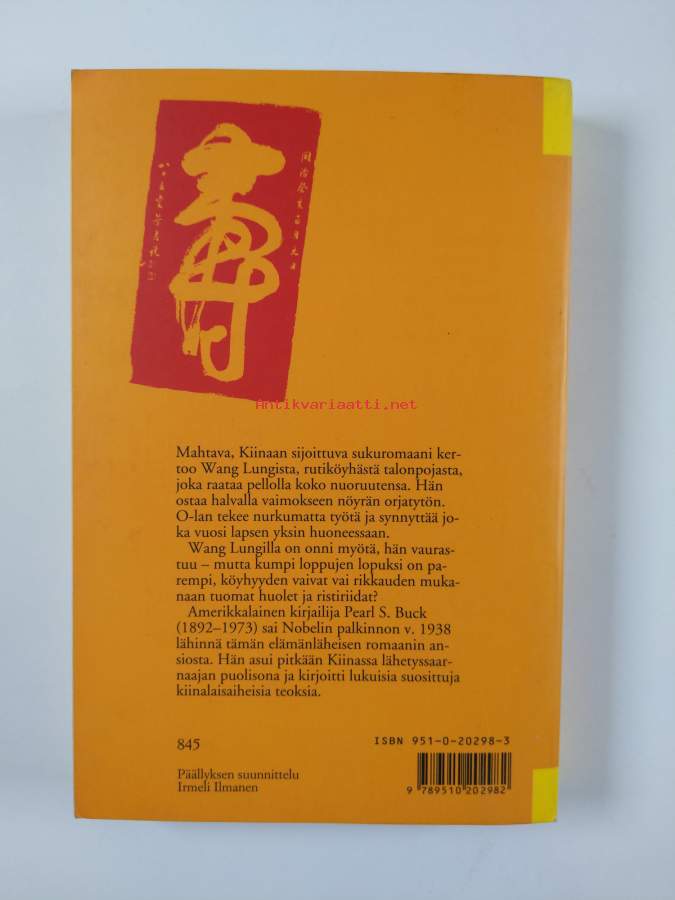 壽
Antikvariaatti.net
Mahtava, Kiinaan sijoittuva sukuromaani ker-
too Wang Lungista, rutiköyhästä talonpojasta,
joka raataa pellolla koko nuoruutensa. Hän
ostaa halvalla vaimokseen nöyrän orjatytön.
O-lan tekee nurkumatta työtä ja synnyttää jo-
ka vuosi lapsen yksin huoneessaan.
Wang Lungilla on onni myötä, hän vauras-
tuu – mutta kumpi loppujen lopuksi on pa-
rempi, köyhyyden vaivat vai rikkauden muka-
naan tuomat huolet ja ristiriidat?
Amerikkalainen kirjailija Pearl S. Buck
(1892–1973) sai Nobelin palkinnon v. 1938
lähinnä tämän elämänläheisen romaanin an-
siosta. Hän asui pitkään Kiinassa lähetyssaar-
naajan puolisona ja kirjoitti lukuisia suosittuja
kiinalaisaiheisia teoksia.
845
ISBN 951-0-20298-3
Päällyksen suunnittelu
Irmeli Ilmanen
9 789510 202982